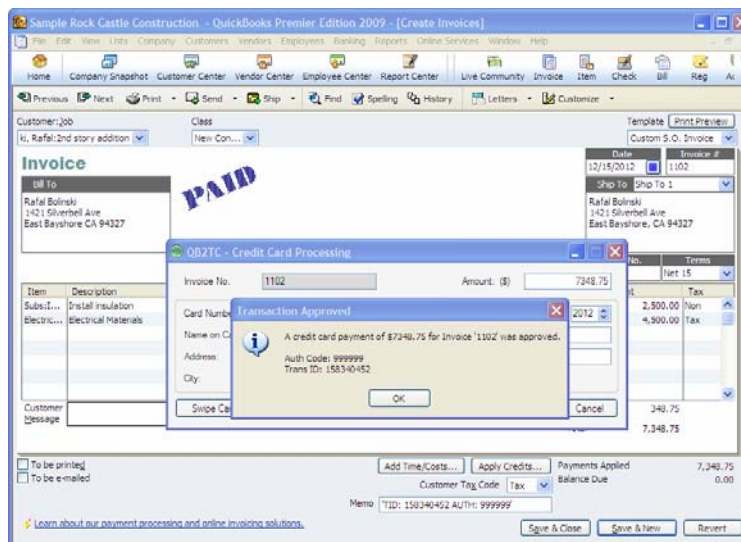 Sample Rock Castle Construction - QuickBooks Premier Edition 2009 - [Create Invoices]
File Edit View Lists Company Customers Vendors Employees Banking Reports Online Services Window Help
Home Company Snapshot Customer Center Vendor Center Employee Center Report Center Live Community Invoice Item Check Bill Reg
Previous Next Print Send Ship Find Spelling History Letters Customize
Customer:Job Class Template Print Preview
ki, Rafal:2nd story addition New Con... Custom S.O. Invoice
Invoice Date Invoice #
12/15/2012 1102
Bill To PAID Ship To Ship To 1
Rafal Bolinski Rafal Bolinski
1421 Silverbell Ave 1421 Silverbell Ave
East Bayshore CA 94327 East Bayshore, CA 94327
QB2TC - Credit Card Processing
No. Terms
Invoice No. 1102 Amount: ($) 7348.75 Net 15
Item Description Tax
Subs:I... Install insulation Card Numbe 2012 2,500.00 Non
Electric... Electrical Materials 4,500.00 Tax
Transaction Approved
A credit card payment of $7348.75 for Invoice '1102' was approved.
Auth Code: 999999
Trans ID: 158340452
OK
Name on Ca
Address:
City:
Swipe Ca Cancel
Customer 348.75
Message 7,348.75
To be printed Add Time/Costs... Apply Credits... Payments Applied 7,348.75
To be e-mailed Customer Tax Code Tax Balance Due 0.00
Memo 'TID: 158340452 AUTH: 999999'
Learn about our payment processing and online invoicing solutions. Save & Close Save & New Revert